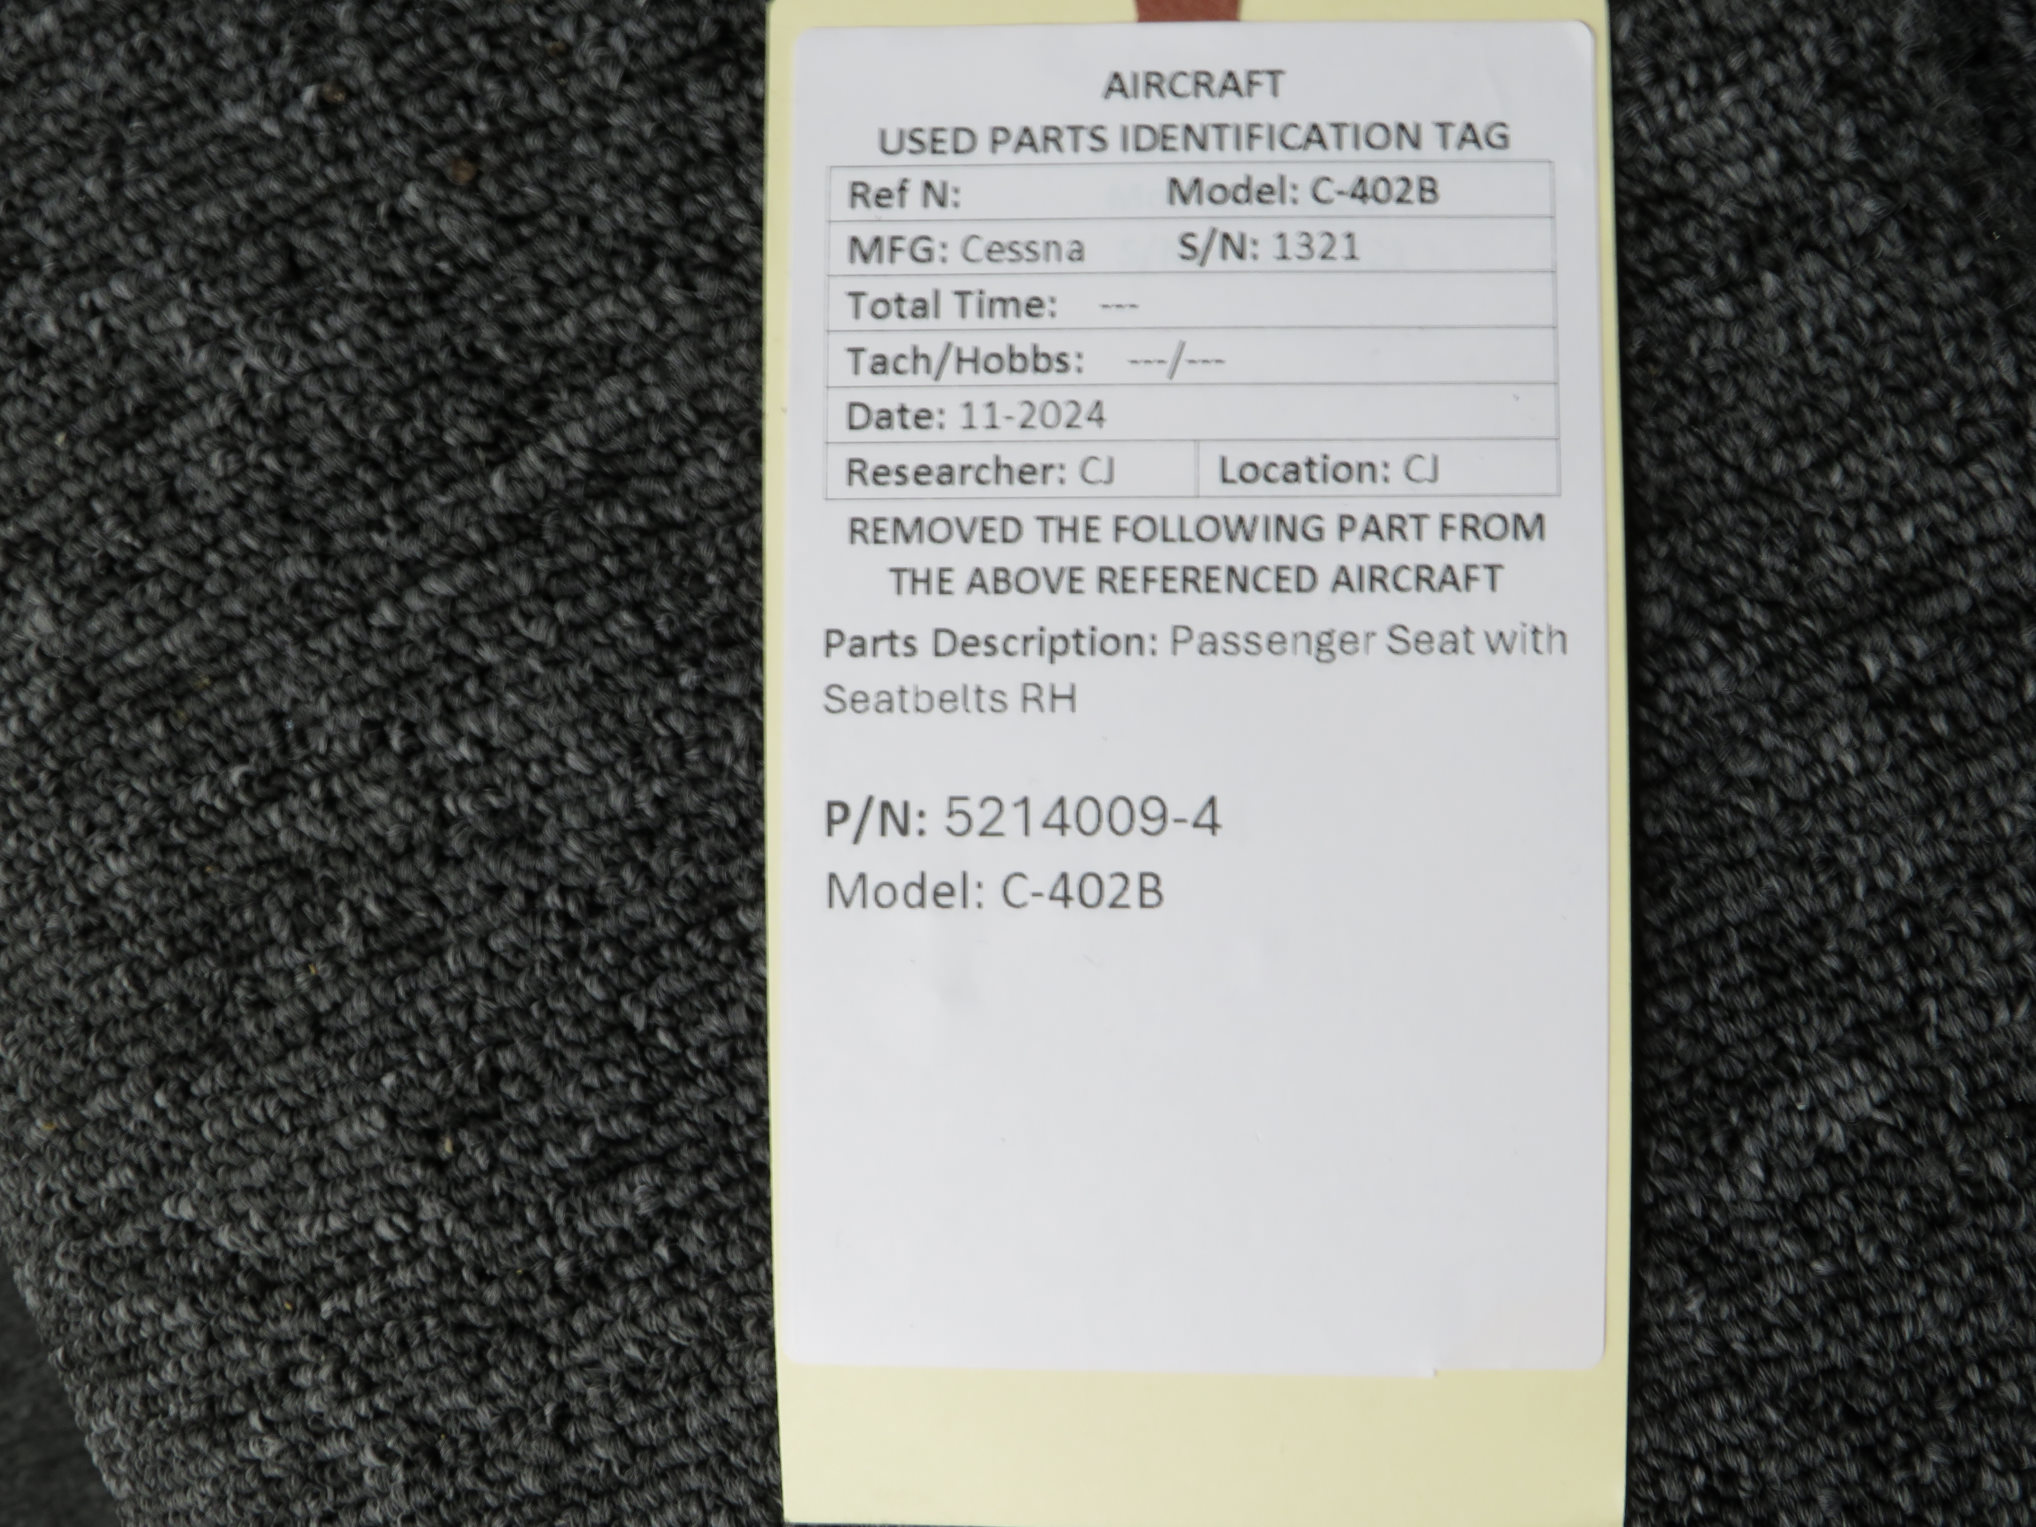 AIRCRAFT
USED PARTS IDENTIFICATION TAG
Ref N: Model: C-402B
MFG: Cessna S/N: 1321
Total Time: ---
Tach/Hobbs: ---/---
Date: 11-2024
Researcher: CJ Location: CJ
REMOVED THE FOLLOWING PART FROM
THE ABOVE REFERENCED AIRCRAFT
Parts Description: Passenger Seat with
Seatbelts RH
P/N: 5214009-4
Model: C-402B